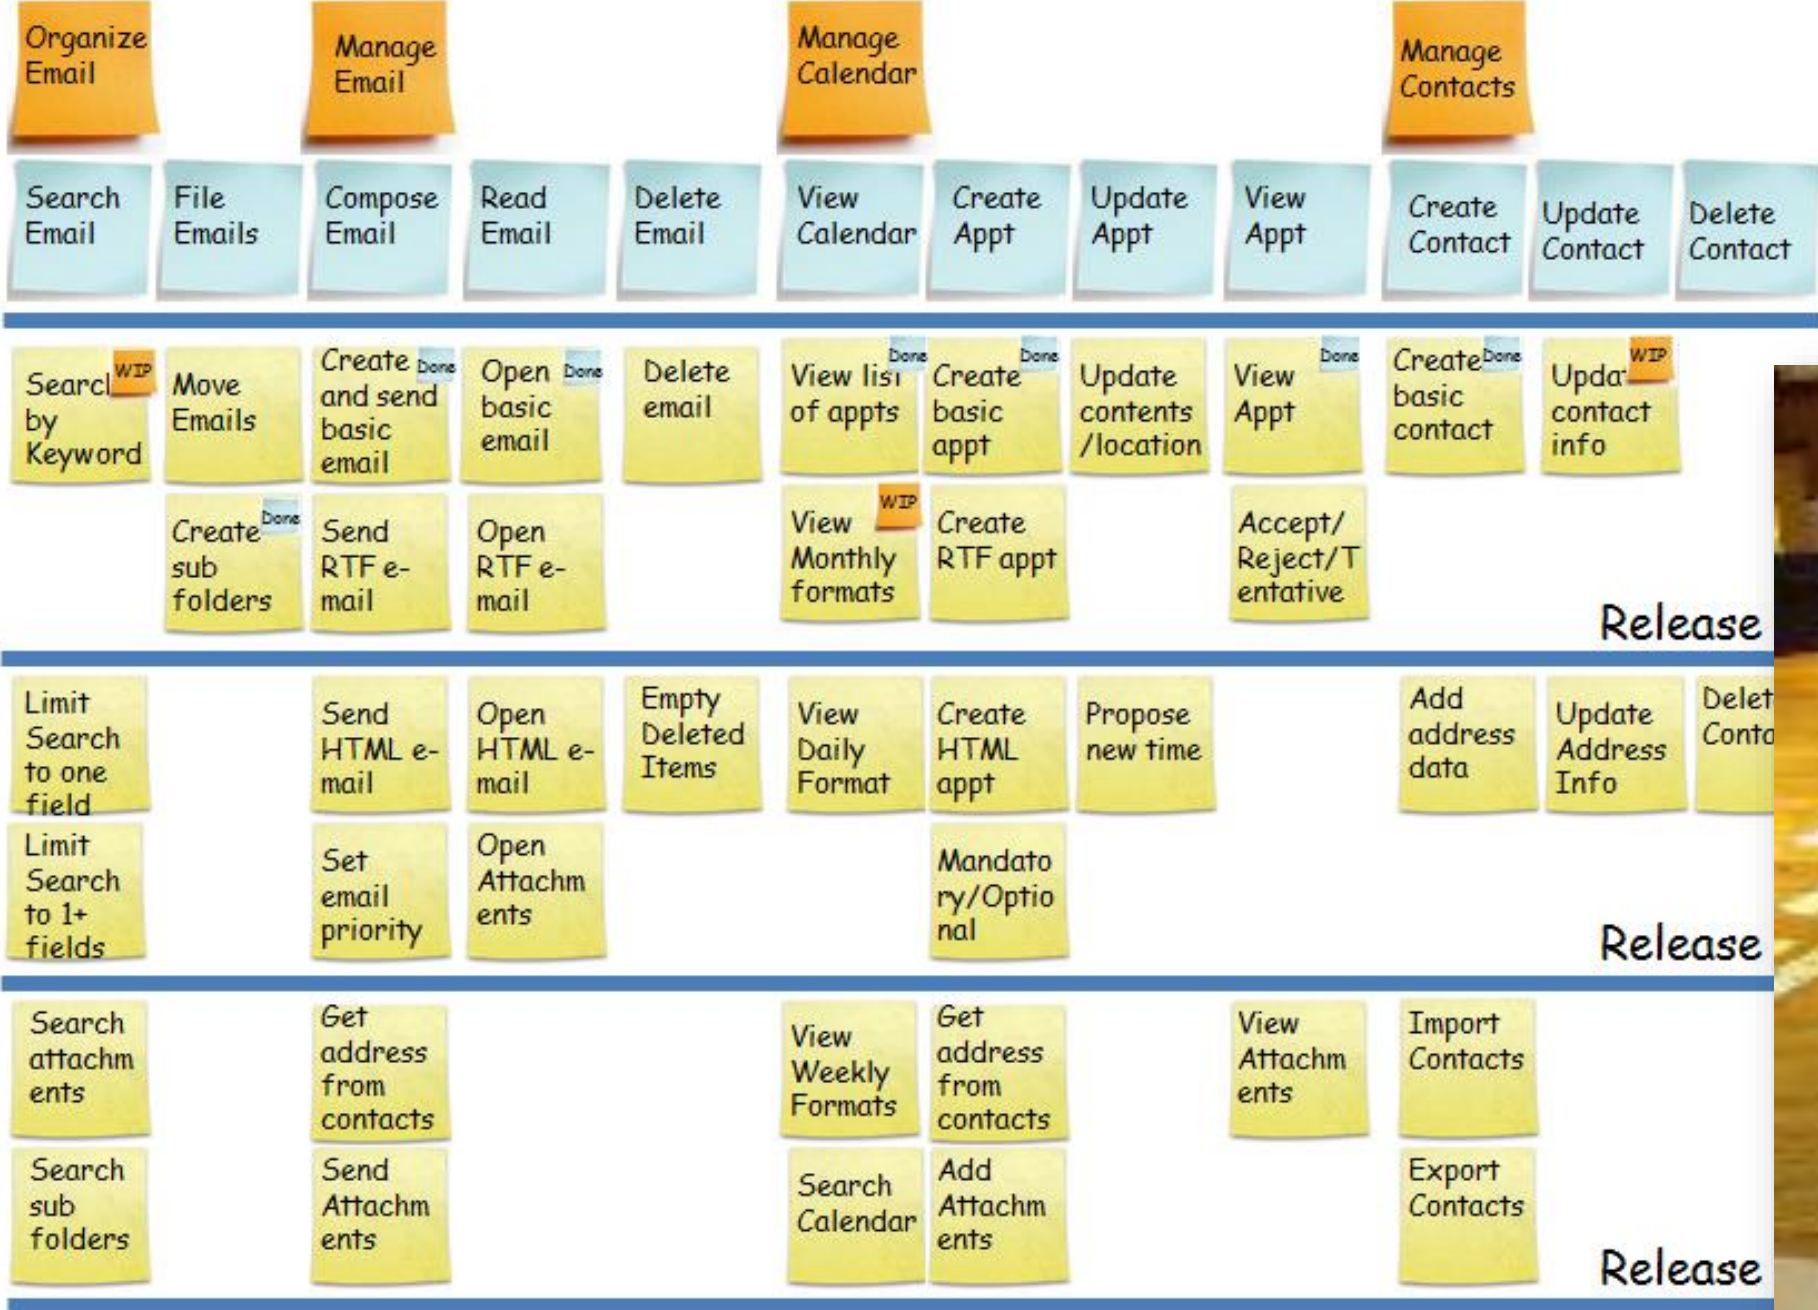 Organize
Email
Manage
Email
Manage
Calendar
Manage
Contacts
Search
Email
File
Emails
Compose
Email
Read
Email
Delete
Email
View
Calendar
Create
Appt
Update
Appt
View
Appt
Create
Contact
Update
Contact
Delete
Contact
Searc
by
Keyword
WIP
Move
Emails
Create
and send
basic
email
Done
Open
basic
email
Done
Delete
email
View list
of appts
Done
Create
basic
appt
Done
Update
contents
/location
View
Appt
Done
Create
basic
contact
Done
Upda
contact
info
WIP
Create
sub
folders
Done
Send
RTF e-
mail
Open
RTF e-
mail
View
Monthly
formats
WIP
Create
RTF appt
Accept/
Reject/T
entative
Release
Limit
Search
to one
field
Send
HTML e-
mail
Open
HTML e-
mail
Empty
Deleted
Items
View
Daily
Format
Create
HTML
appt
Propose
new time
Add
address
data
Update
Address
Info
Delet
Conta
Limit
Search
to 1+
fields
Set
email
priority
Open
Attachm
ents
Mandato
ry/Optio
nal
Release
Search
attachm
ents
Get
address
from
contacts
View
Weekly
Formats
Get
address
from
contacts
View
Attachm
ents
Import
Contacts
Search
sub
folders
Send
Attachm
ents
Search
Calendar
Add
Attachm
ents
Export
Contacts
Release